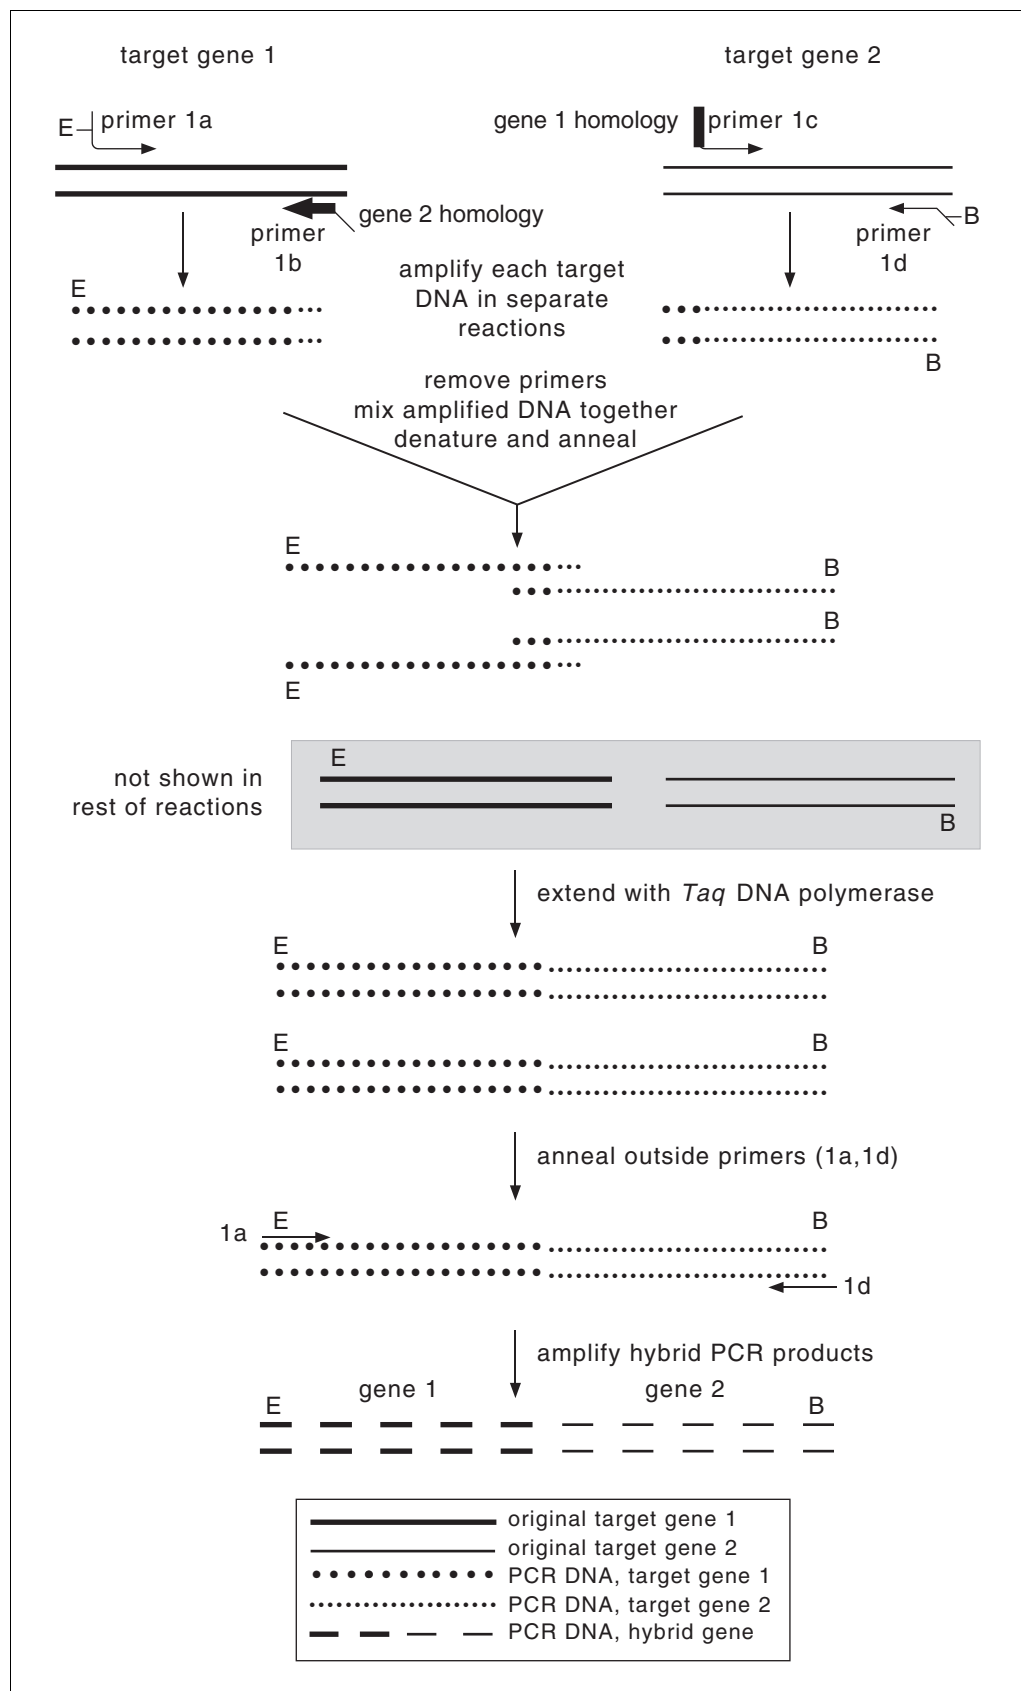 target gene 1
target gene 2
E
primer 1a
gene 1 homology
primer 1c
gene 2 homology
primer
1b
B
primer
1d
amplify each target
DNA in separate
reactions
E
B
remove primers
mix amplified DNA together
denature and anneal
E
B
B
E
not shown in
rest of reactions
E
B
extend with Taq DNA polymerase
E
B
E
B
anneal outside primers (1a,1d)
1a
E
B
1d
amplify hybrid PCR products
gene 1
gene 2
E
B
original target gene 1
original target gene 2
PCR DNA, target gene 1
PCR DNA, target gene 2
PCR DNA, hybrid gene